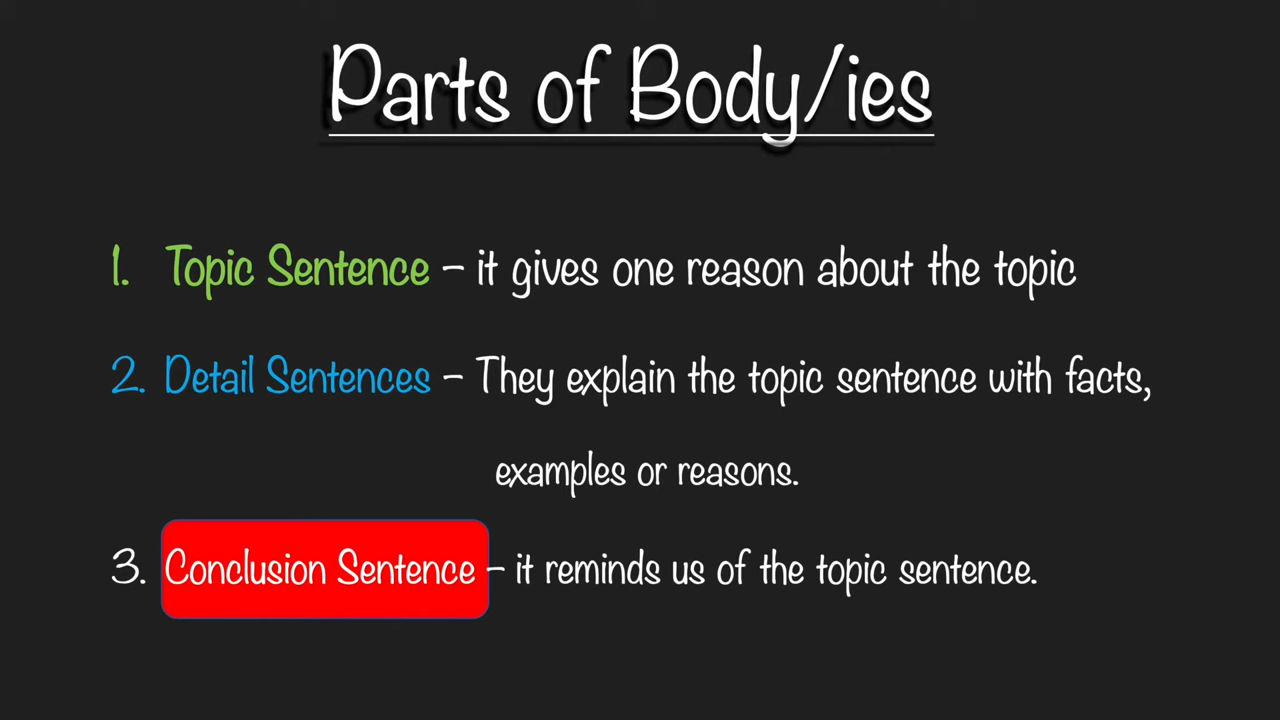 Parts of Body/ies
1. Topic Sentence – it gives one reason about the topic
2. Detail Sentences – They explain the topic sentence with facts,
examples or reasons.
3. Conclusion Sentence – it reminds us of the topic sentence.